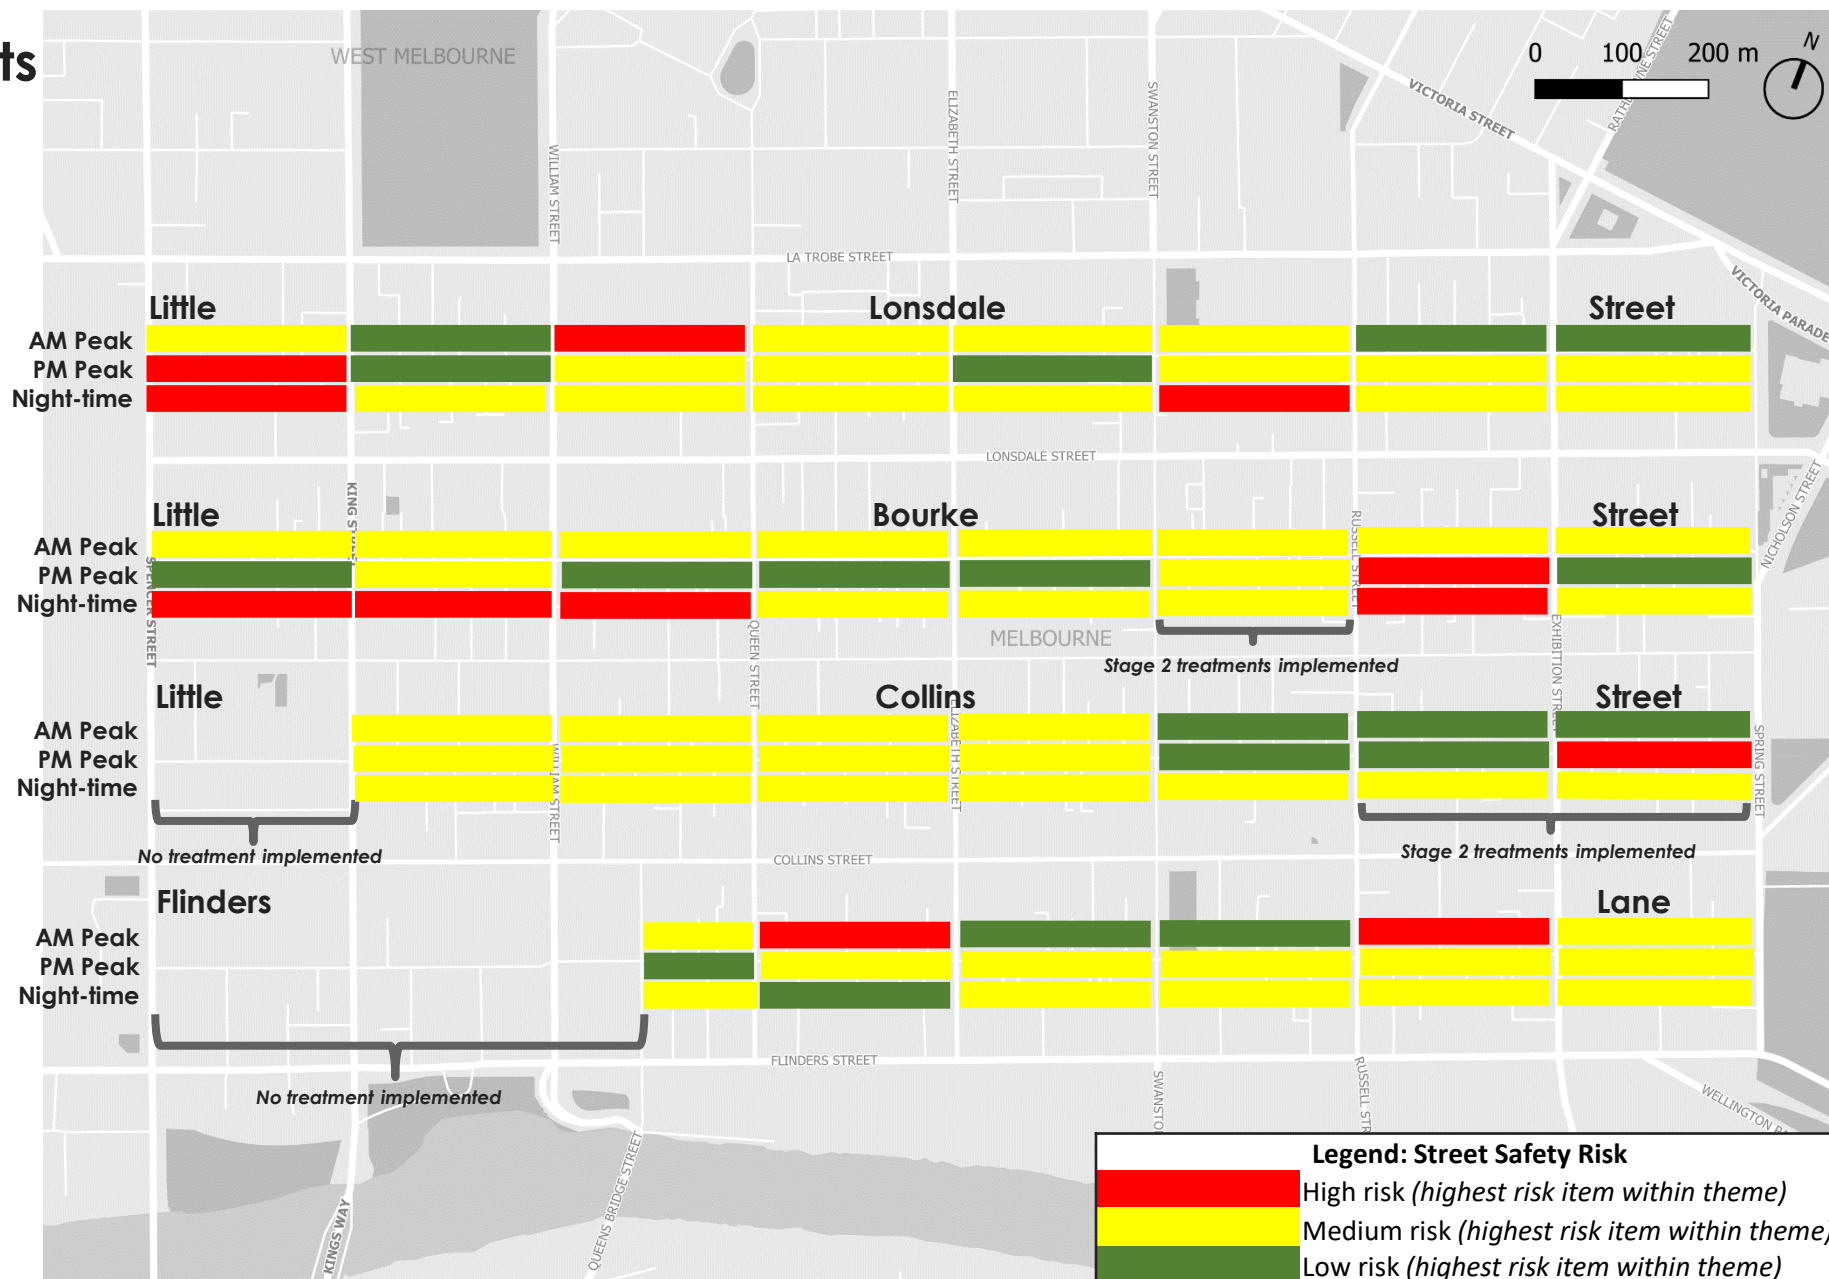 ts
WEST MELBOURNE
0 100 200 m
N
VICTORIA STREET
ELIZABETH STREET
SWANSTON STREET
WILLIAM STREET
LA TROBE STREET
VICTORIA PARADE
Little Lonsdale Street
AM Peak
PM Peak
Night-time
LONSDALE STREET
NICHOLSON STREET
KING
Little Bourke Street
AM Peak
PM Peak
Night-time
SPENCER STREET
RUSSELL STREET
QUEEN STREET
EXHIBITION STREET
MELBOURNE
Stage 2 treatments implemented
Little Collins Street
AM Peak
PM Peak
Night-time
WILLIAM STREET
SPRING STREET
No treatment implemented
Stage 2 treatments implemented
COLLINS STREET
Flinders Lane
AM Peak
PM Peak
Night-time
FLINDERS STREET
No treatment implemented
RUSSELL STR
SWANSTO
WELLINGTON
QUEENS BRIDGE STREET
KINGS WAY
Legend: Street Safety Risk
High risk (highest risk item within theme)
Medium risk (highest risk item within theme)
Low risk (highest risk item within theme)